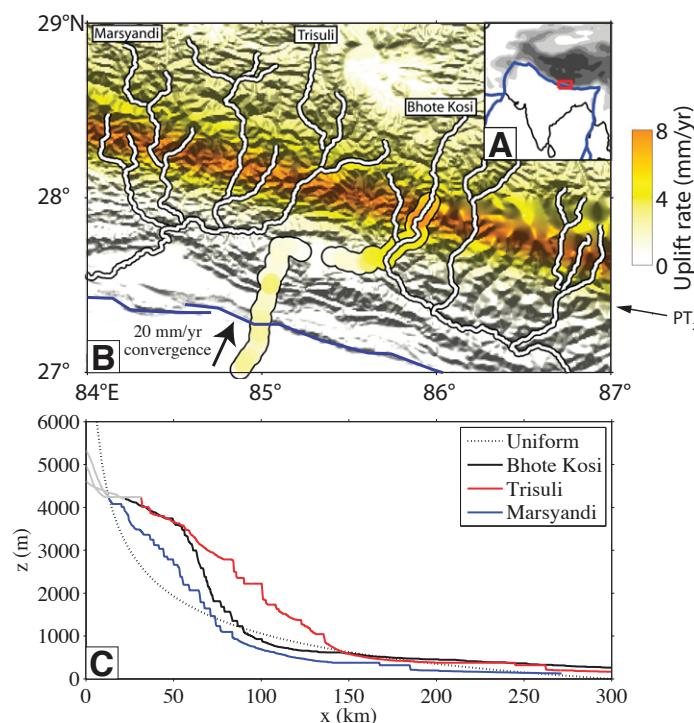 29°N
Marsyandi
Trisuli
Bhote Kosi
A
8
4
0
Uplift rate (mm/yr)
28°
20 mm/yr
convergence
B
27°
84°E
85°
86°
87°
6000
5000
4000
3000
2000
1000
0
z (m)
Uniform
Bhote Kosi
Trisuli
Marsyandi
C
0
50
100
150
200
250
300
x (km)